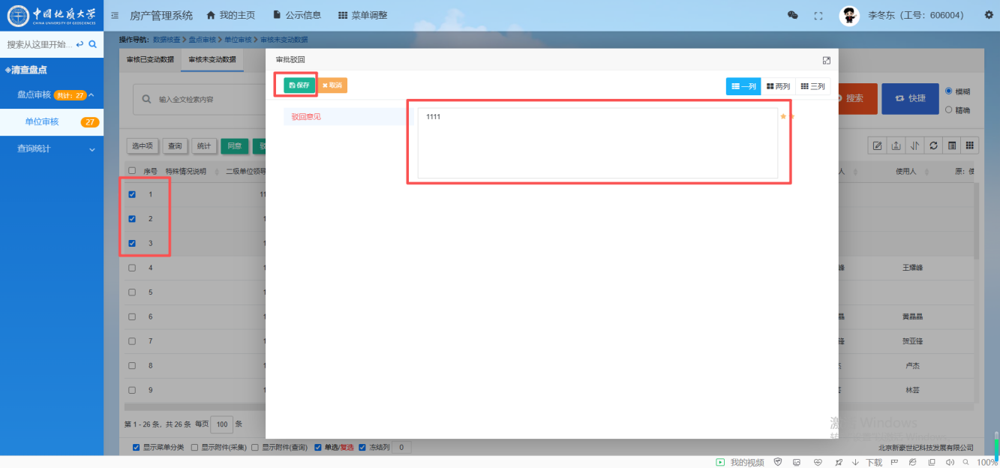 中国地质大学
CHINA UNIVERSITY OF GEOSCIENCES
房产管理系统
我的主页
公示信息
菜单调整
李冬东（工号：606004）
搜索从这里开始...
操作导航: 数据核查 > 盘点审核 > 单位审核 > 审核未变动数据
清查盘点
盘点审核 共计: 27
单位审核 27
查询统计
审核已变动数据
审核未变动数据
审批驳回
输入全文检索内容
保存
取消
一列
两列
三列
搜索
快捷
模糊
精确
驳回意见
1111
选中项
查询
统计
同意
序号
特殊情况说明
二级单位领导
人
使用人
原: 使
1
11
2
1
3
1
4
1
峰
王耀峰
5
1
6
1
晶
黄晶晶
7
1
锋
贺亚锋
8
1
杰
卢杰
9
1
芸
林芸
第 1 - 26 条, 共 26 条 每页 100 条
显示菜单分类
显示附件(采集)
显示附件(查询)
单选/复选
冻结列
0
北京新豪世纪科技发展有限公司
Windows
我的视频
下载
100%